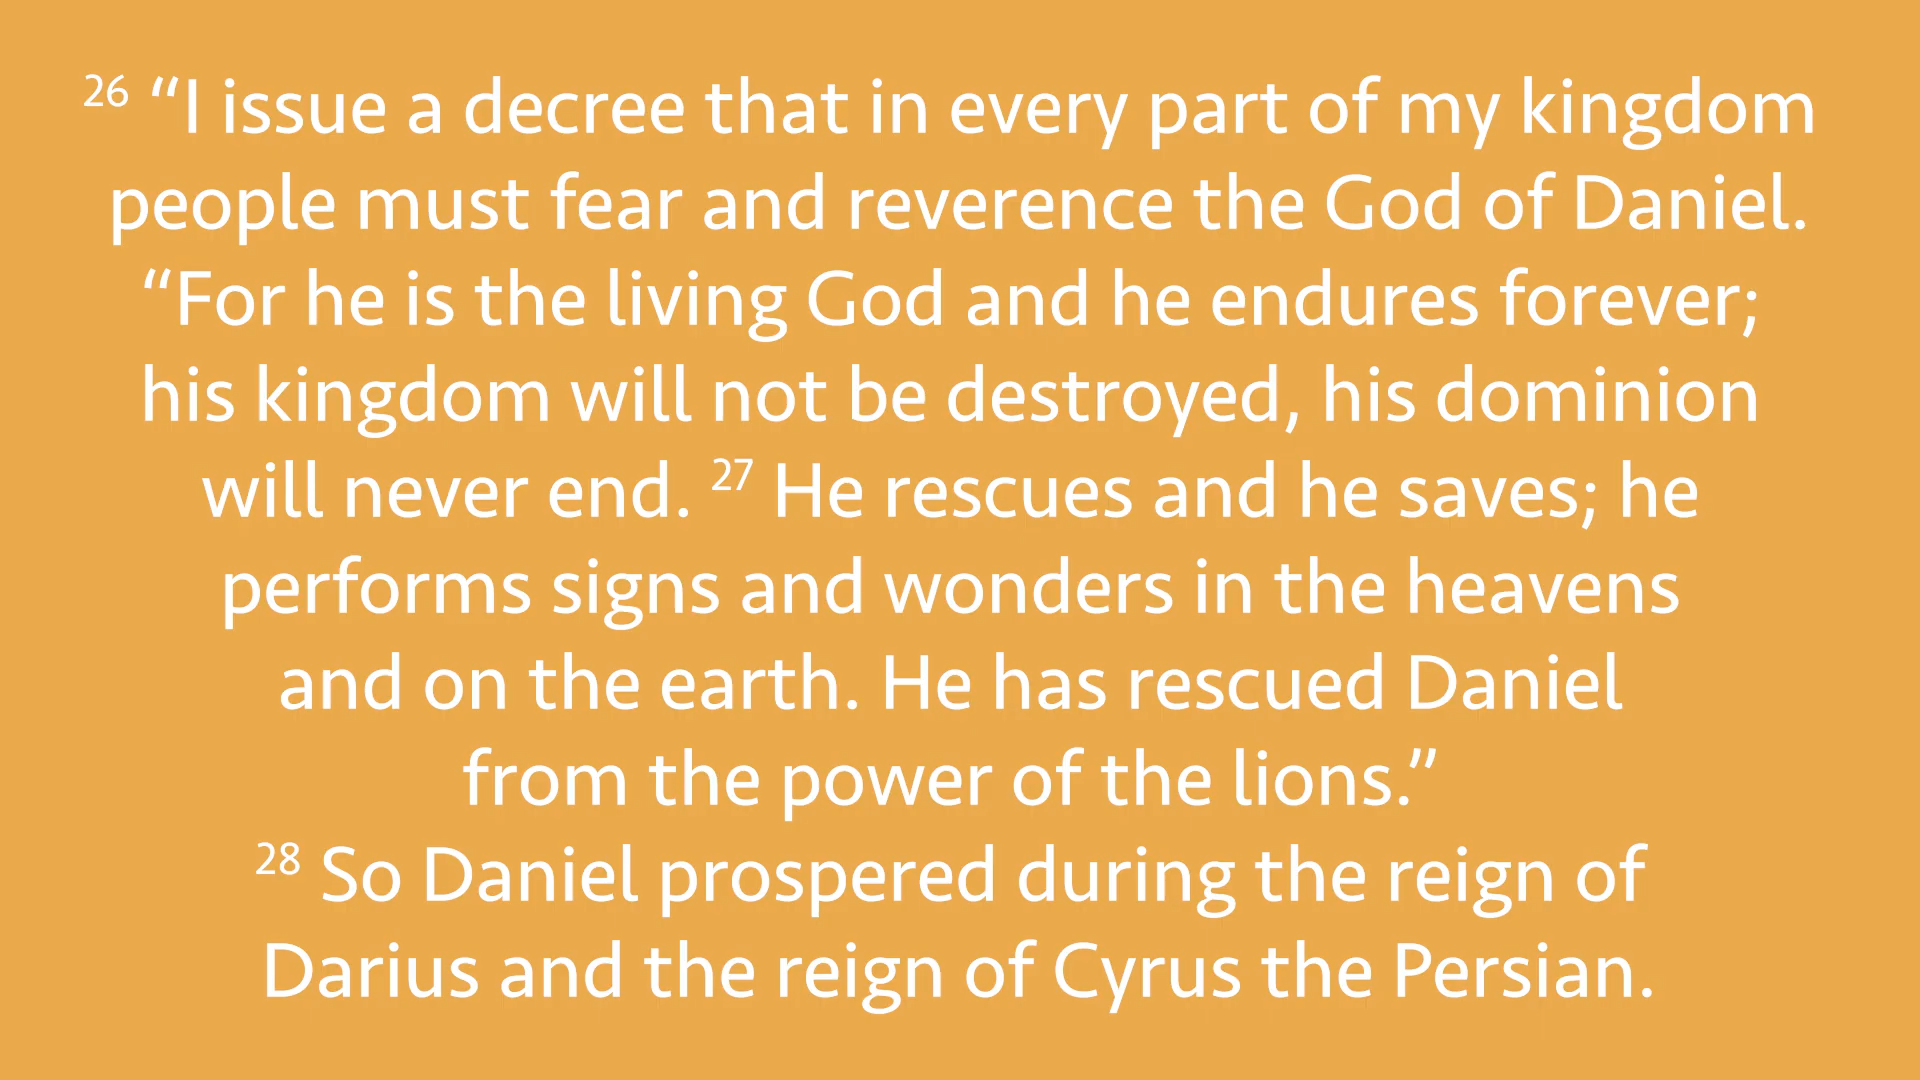 26 “I issue a decree that in every part of my kingdom
people must fear and reverence the God of Daniel.
“For he is the living God and he endures forever;
his kingdom will not be destroyed, his dominion
will never end. 27 He rescues and he saves; he
performs signs and wonders in the heavens
and on the earth. He has rescued Daniel
from the power of the lions.”
28 So Daniel prospered during the reign of
Darius and the reign of Cyrus the Persian.